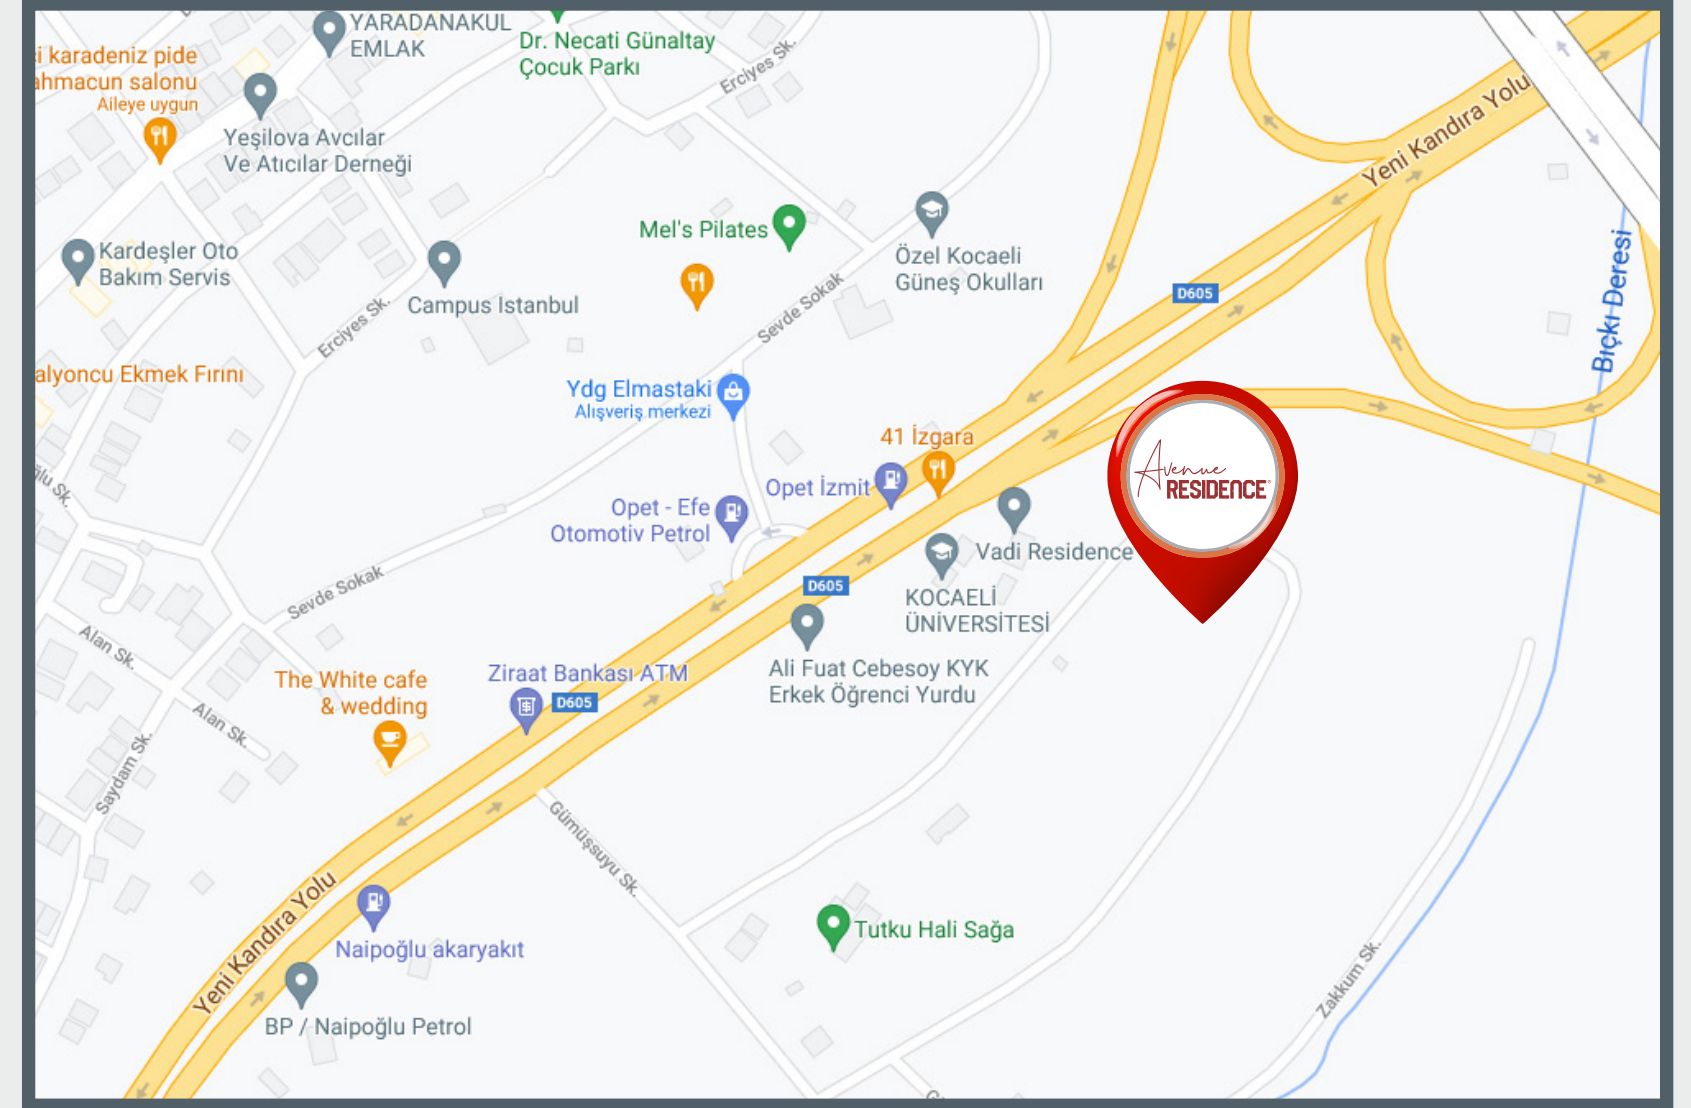 YARADANAKUL
EMLAK
Dr. Necati Günaltay
Çocuk Parkı
Erciyes Sk.
i karadeniz pide
ahmacun salonu
Aileye uygun
Yeşilova Avcılar
Ve Atıcılar Derneği
Yeni Kandıra Yolu
Mel's Pilates
Özel Kocaeli
Güneş Okulları
Kardeşler Oto
Bakım Servis
Campus Istanbul
Sevde Sokak
D605
Bıçkı Deresi
Erciyes Sk.
alyoncu Ekmek Fırını
Ydg Elmastaki
Alışveriş merkezi
41 İzgara
Avenue
RESIDENCE
Opet İzmit
Opet - Efe
Otomotiv Petrol
ğlu Sk.
Vadi Residence
D605
KOCAELİ
ÜNİVERSİTESİ
Sevde Sokak
Alan Sk.
Ali Fuat Cebesoy KYK
Erkek Öğrenci Yurdu
Ziraat Bankası ATM
D605
The White cafe
& wedding
Alan Sk.
Saydam Sk.
Gümüşsuyu Sk.
Yeni Kandıra Yolu
Tutku Hali Sağa
Naipoğlu akaryakıt
Zakkum Sk.
BP / Naipoğlu Petrol